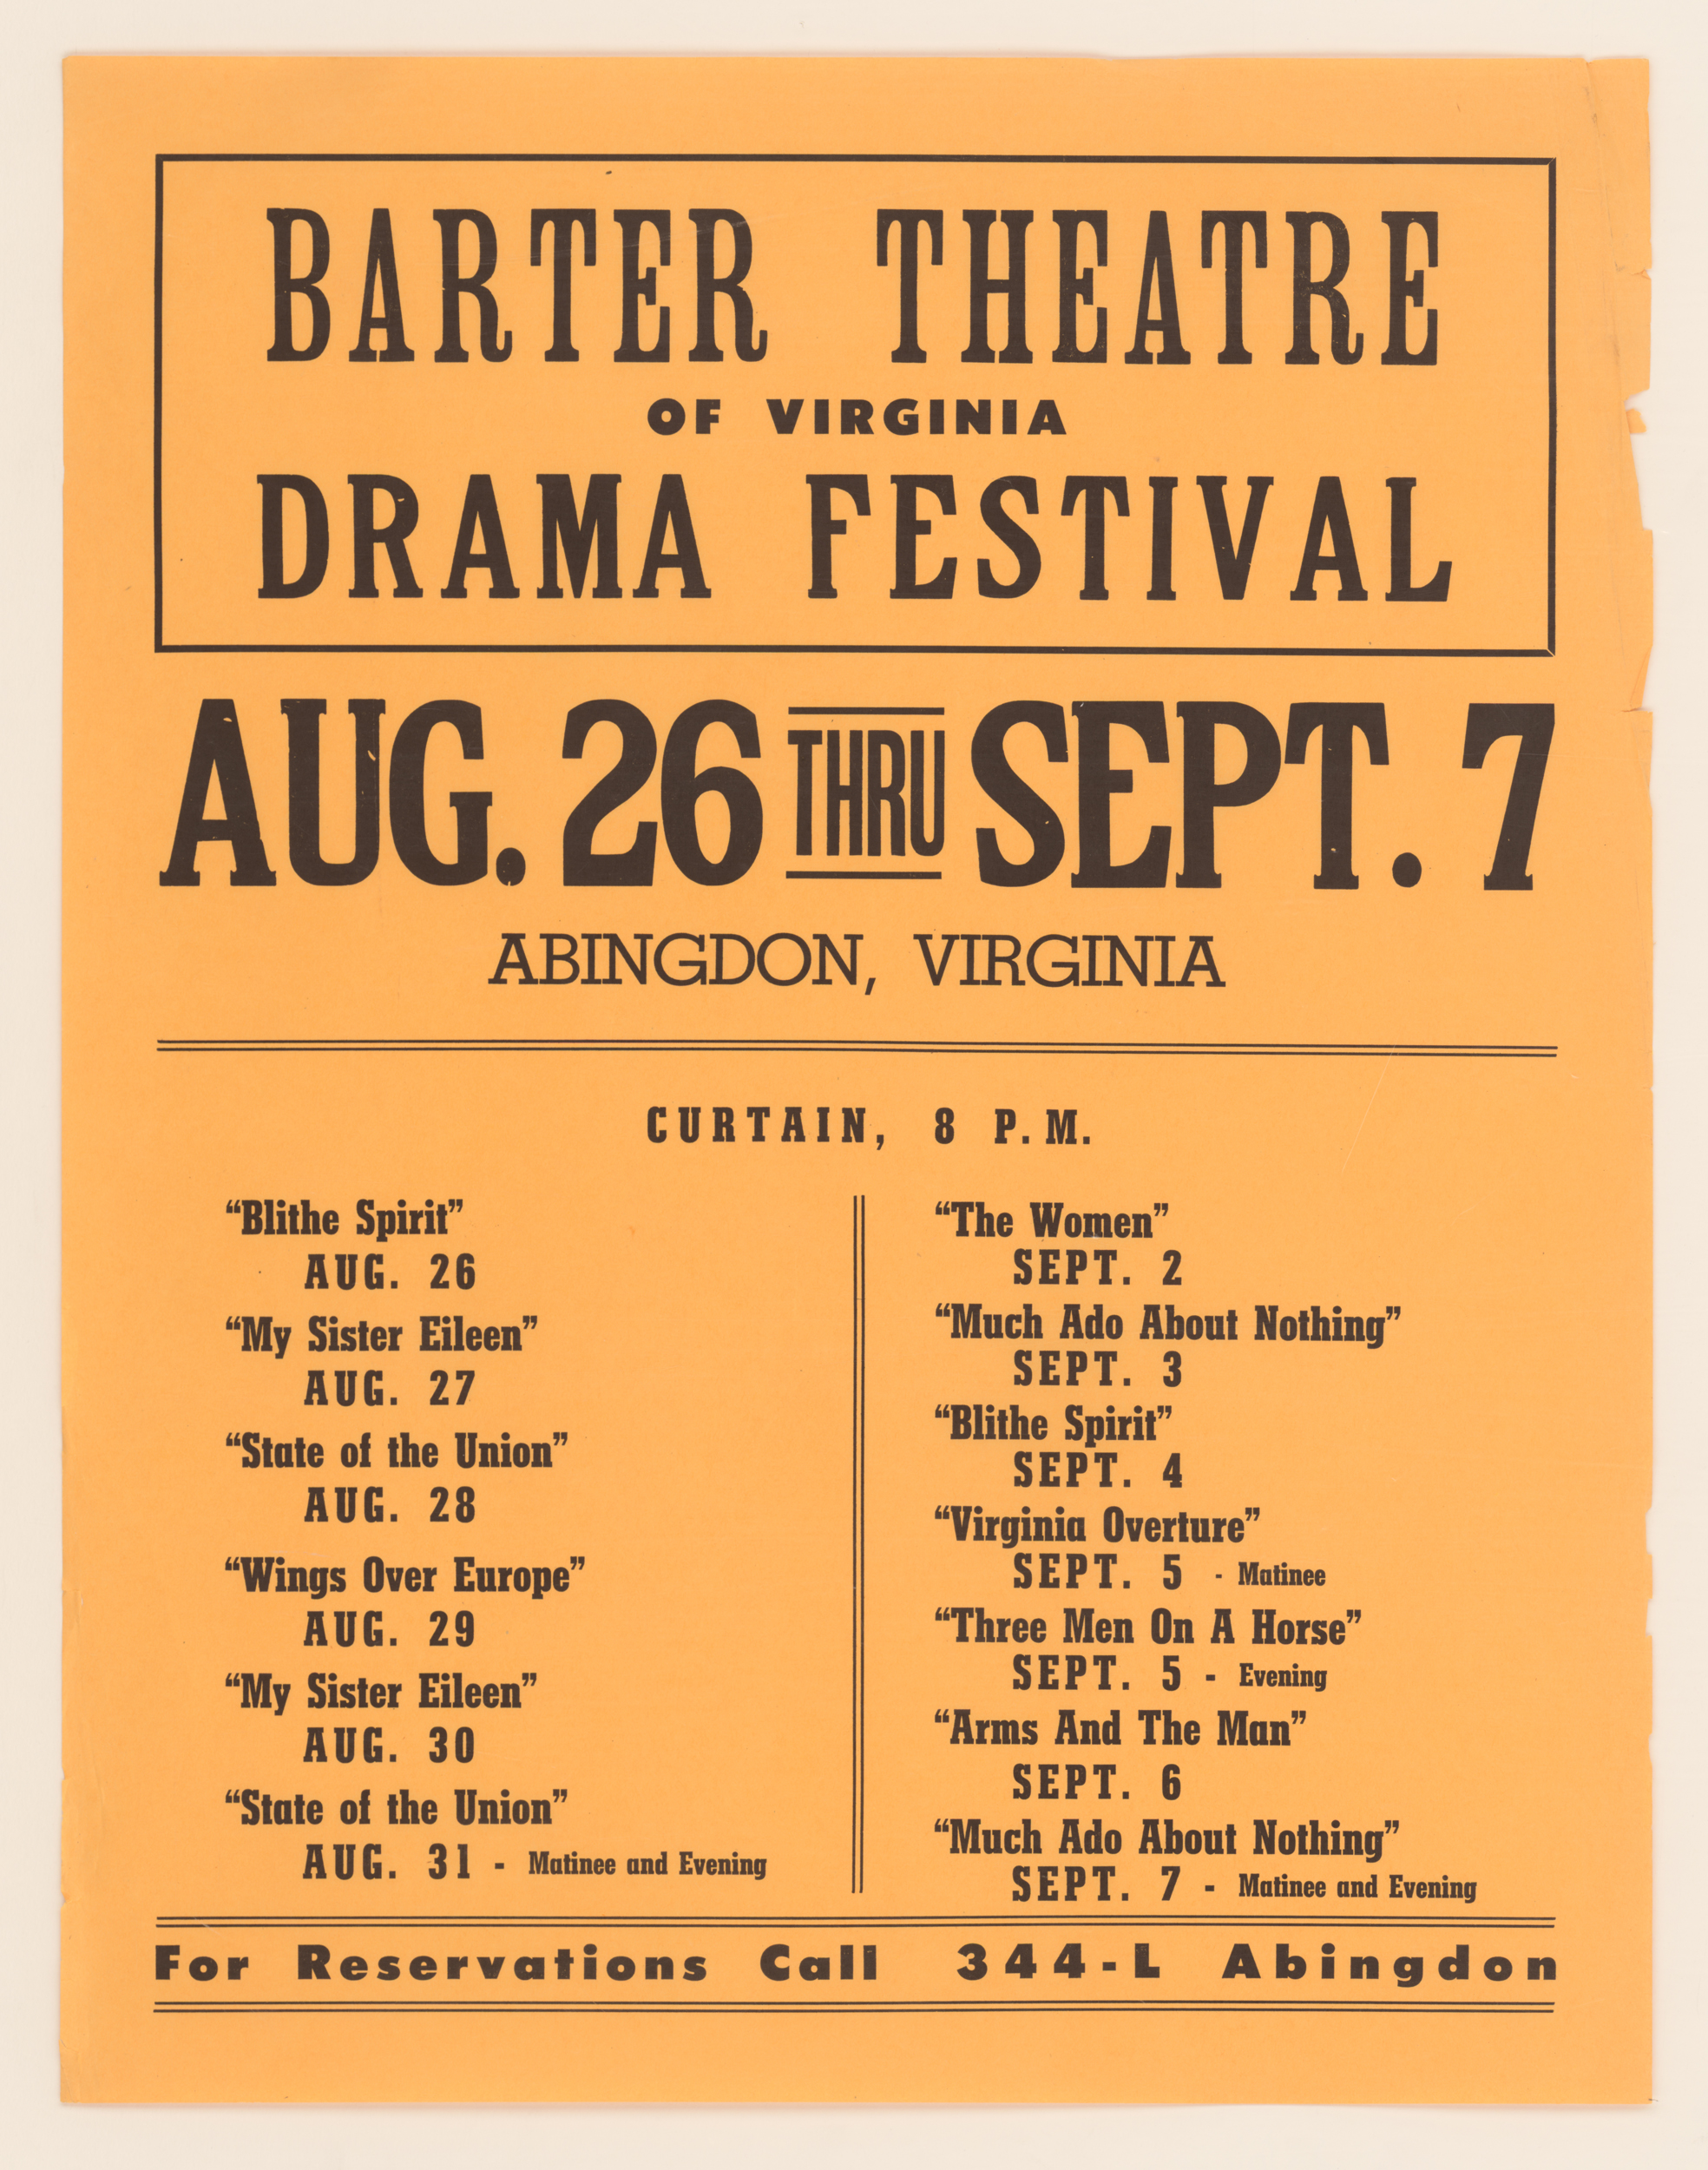 BARTER THEATRE
OF VIRGINIA
DRAMA FESTIVAL
AUG. 26 THRU SEPT. 7
ABINGDON, VIRGINIA
CURTAIN, 8 P. M.
“Blithe Spirit”
AUG. 26
“My Sister Eileen”
AUG. 27
“State of the Union”
AUG. 28
“Wings Over Europe”
AUG. 29
“My Sister Eileen”
AUG. 30
“State of the Union”
AUG. 31 - Matinee and Evening
“The Women”
SEPT. 2
“Much Ado About Nothing”
SEPT. 3
“Blithe Spirit”
SEPT. 4
“Virginia Overture”
SEPT. 5 - Matinee
“Three Men On A Horse”
SEPT. 5 - Evening
“Arms And The Man”
SEPT. 6
“Much Ado About Nothing”
SEPT. 7 - Matinee and Evening
For Reservations Call 344-L Abingdon